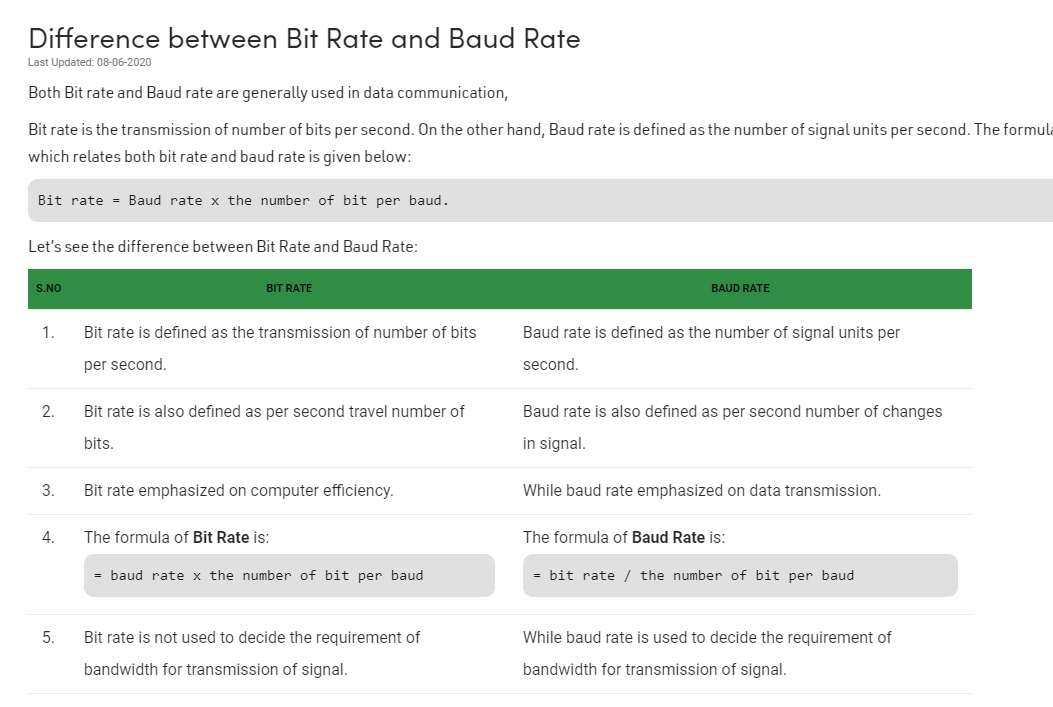 Difference between Bit Rate and Baud Rate
Last Updated: 08-06-2020
Both Bit rate and Baud rate are generally used in data communication,
Bit rate is the transmission of number of bits per second. On the other hand, Baud rate is defined as the number of signal units per second. The formula
which relates both bit rate and baud rate is given below:
Bit rate = Baud rate x the number of bit per baud.
Let's see the difference between Bit Rate and Baud Rate:
S.NO BIT RATE BAUD RATE
1. Bit rate is defined as the transmission of number of bits
per second.
Baud rate is defined as the number of signal units per
second.
2. Bit rate is also defined as per second travel number of
bits.
Baud rate is also defined as per second number of changes
in signal.
3. Bit rate emphasized on computer efficiency.
While baud rate emphasized on data transmission.
4. The formula of Bit Rate is:
= baud rate x the number of bit per baud
The formula of Baud Rate is:
= bit rate / the number of bit per baud
5. Bit rate is not used to decide the requirement of
bandwidth for transmission of signal.
While baud rate is used to decide the requirement of
bandwidth for transmission of signal.